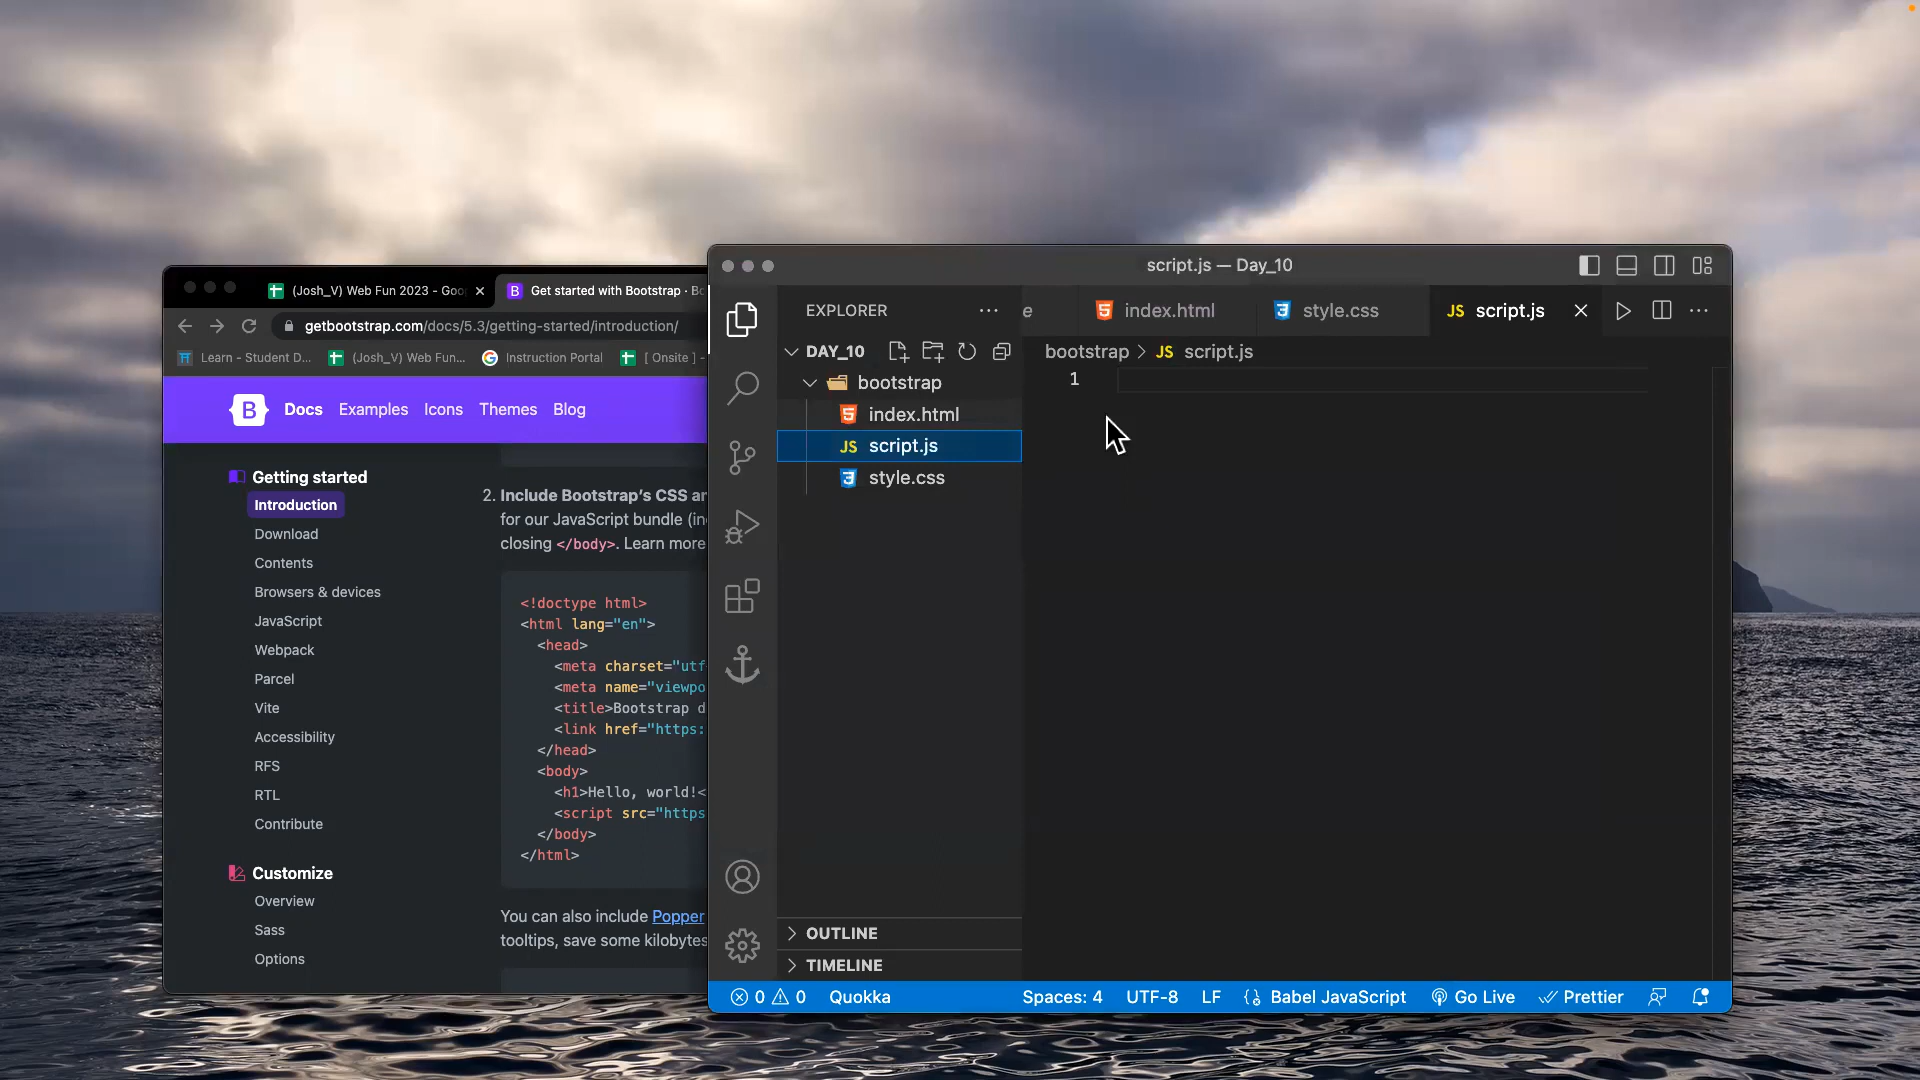 (Josh_V) Web Fun 2023 - Goo
Get started with Bootstrap · Bo
getbootstrap.com/docs/5.3/getting-started/introduction/
Learn - Student D...
(Josh_V) Web Fun...
Instruction Portal
[ Onsite ] -
B Docs Examples Icons Themes Blog
Getting started
Introduction
Download
Contents
Browsers & devices
JavaScript
Webpack
Parcel
Vite
Accessibility
RFS
RTL
Contribute
Customize
Overview
Sass
Options
2. Include Bootstrap's CSS an
for our JavaScript bundle (in
closing </body>. Learn more
<!doctype html>
<html lang="en">
<head>
<meta charset="utf
<meta name="viewpo
<title>Bootstrap d
<link href="https:
</head>
<body>
<h1>Hello, world!<
<script src="https
</body>
</html>
You can also include Popper
tooltips, save some kilobytes
script.js — Day_10
EXPLORER
DAY_10
bootstrap
index.html
JS script.js
style.css
OUTLINE
TIMELINE
e
index.html
style.css
JS script.js
bootstrap > JS script.js
1
0 0 Quokka
Spaces: 4 UTF-8 LF Babel JavaScript Go Live Prettier